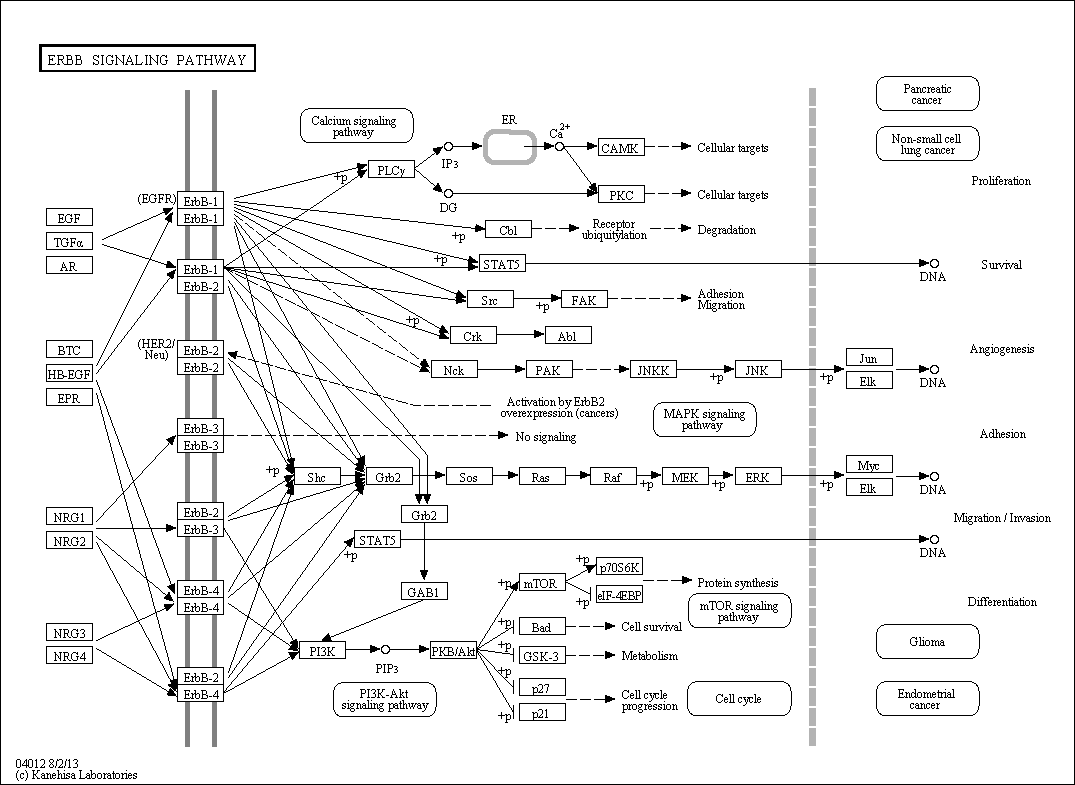 ERBB SIGNALING PATHWAY
Pancreatic
cancer
Calcium signaling
pathway
ER
Ca2+
Non-small cell
lung cancer
IP3
CAMK
Cellular targets
+p
PLCγ
Proliferation
(EGFR)
ErbB-1
ErbB-1
DG
PKC
Cellular targets
EGF
TGFα
AR
+p
Cbl
Receptor
ubiquitylation
Degradation
ErbB-1
ErbB-2
+p
STAT5
DNA
Survival
Src
+p
FAK
Adhesion
Migration
+p
Crk
Abl
BTC
HB-EGF
EPR
(HER2/
Neu)
ErbB-2
ErbB-2
Nck
PAK
JNKK
+p
JNK
+p
Jun
Elk
DNA
Angiogenesis
Activation by ErbB2
overexpression (cancers)
MAPK signaling
pathway
ErbB-3
ErbB-3
No signaling
Adhesion
+p
Shc
Grb2
Sos
Ras
Raf
+p
MEK
+p
ERK
+p
Myc
Elk
DNA
NRG1
NRG2
ErbB-2
ErbB-3
Grb2
Migration / Invasion
STAT5
+p
DNA
ErbB-4
ErbB-4
GAB1
+p
mTOR
+p
p70S6K
+p
eIF-4EBP
Protein synthesis
mTOR signaling
pathway
Differentiation
NRG3
NRG4
+p
Bad
Cell survival
Glioma
PI3K
PIP3
PKB/Akt
+p
GSK-3
Metabolism
ErbB-2
ErbB-4
PI3K-Akt
signaling pathway
+p
p27
+p
p21
Cell cycle
progression
Cell cycle
Endometrial
cancer
04012 8/2/13
(c) Kanehisa Laboratories